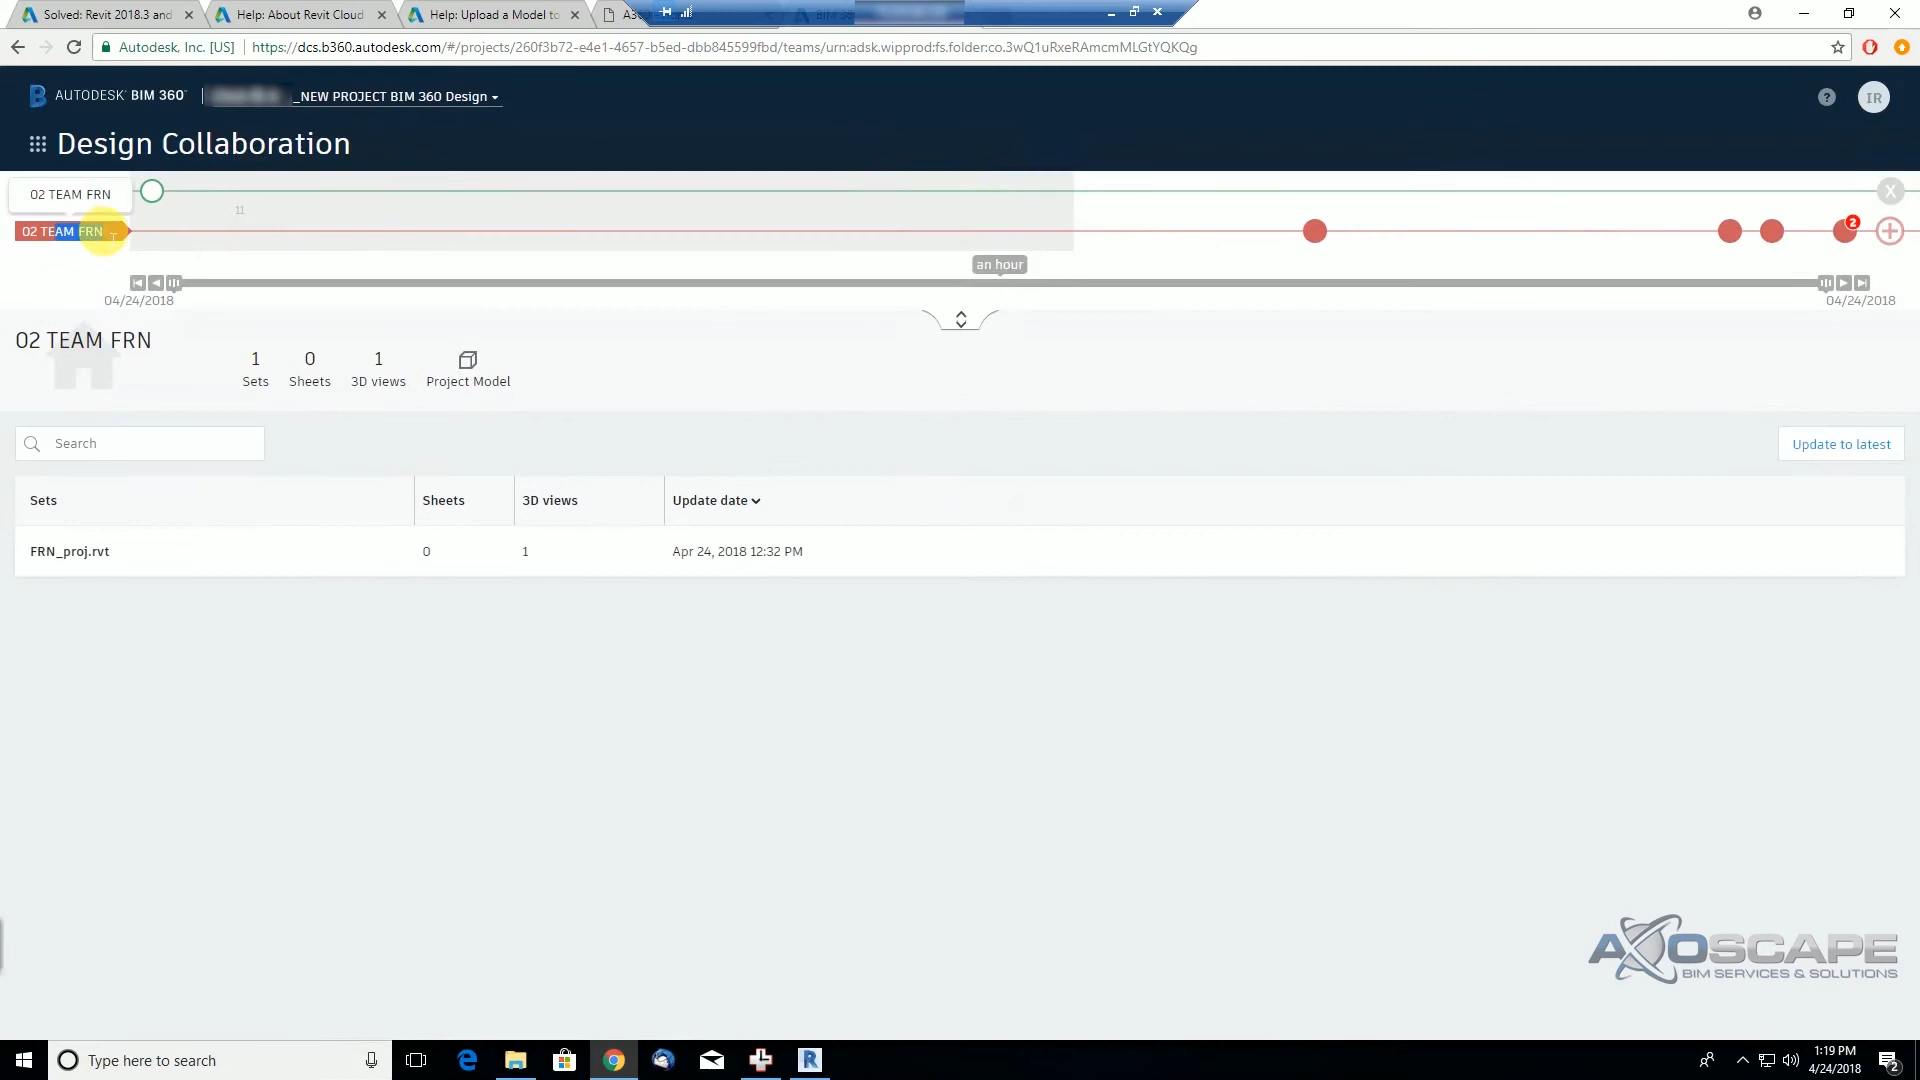 Solved: Revit 2018.3 and
Help: About Revit Cloud
Help: Upload a Model to
Autodesk, Inc. [US]
https://dcs.b360.autodesk.com/#/projects/260f3b72-e4e1-4657-b5ed-dbb845599fbd/teams/urn:adsk.wipprod:fs.folder:co.3wQ1uRxeRAmcmMLGtYQKQg
AUTODESK® BIM 360™
_NEW PROJECT BIM 360 Design
?
IR
Design Collaboration
02 TEAM FRN
X
11
02 TEAM FRN
2
an hour
04/24/2018
04/24/2018
02 TEAM FRN
1
0
1
Sets
Sheets
3D views
Project Model
Search
Update to latest
Sets
Sheets
3D views
Update date
FRN_proj.rvt
0
1
Apr 24, 2018 12:32 PM
AXOSCAPE
BIM SERVICES & SOLUTIONS
Type here to search
1:19 PM
4/24/2018
2